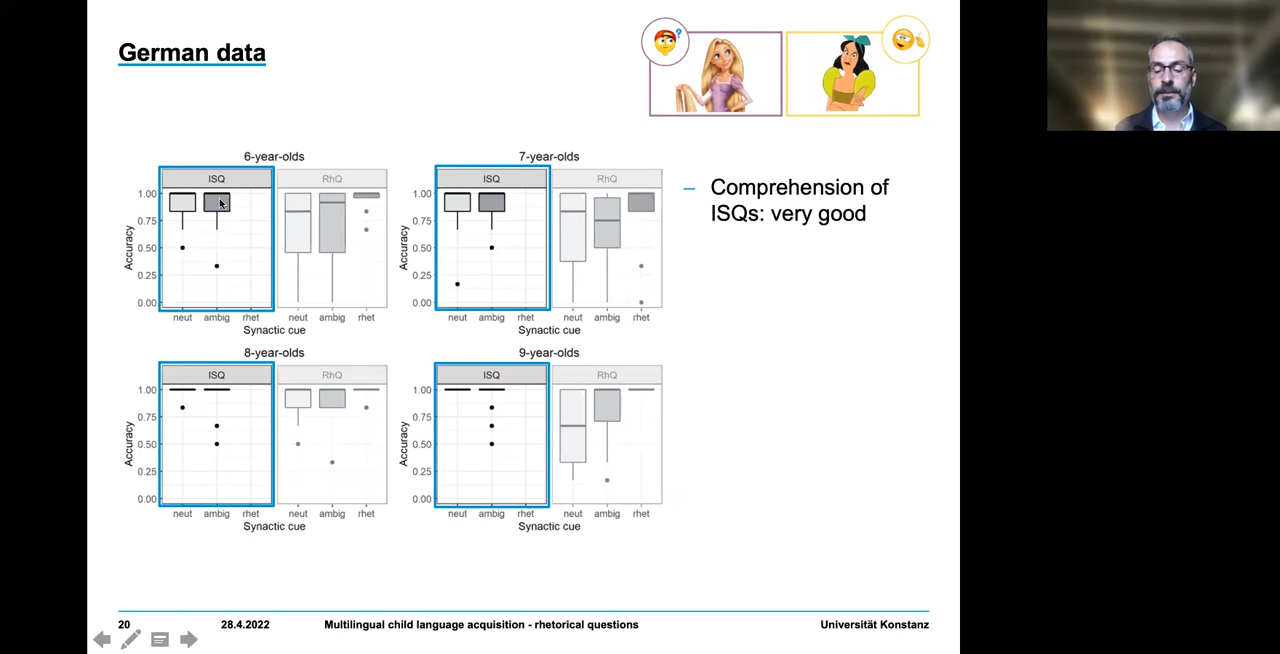 German data
?
6-year-olds
ISQ
RhQ
1.00
0.75
0.50
0.25
0.00
Accuracy
neut ambig rhet neut ambig rhet
Synactic cue
7-year-olds
ISQ
RhQ
1.00
0.75
0.50
0.25
0.00
Accuracy
neut ambig rhet neut ambig rhet
Synactic cue
8-year-olds
ISQ
RhQ
1.00
0.75
0.50
0.25
0.00
Accuracy
neut ambig rhet neut ambig rhet
Synactic cue
9-year-olds
ISQ
RhQ
1.00
0.75
0.50
0.25
0.00
Accuracy
neut ambig rhet neut ambig rhet
Synactic cue
– Comprehension of
ISQs: very good
20 28.4.2022 Multilingual child language acquisition - rhetorical questions Universität Konstanz